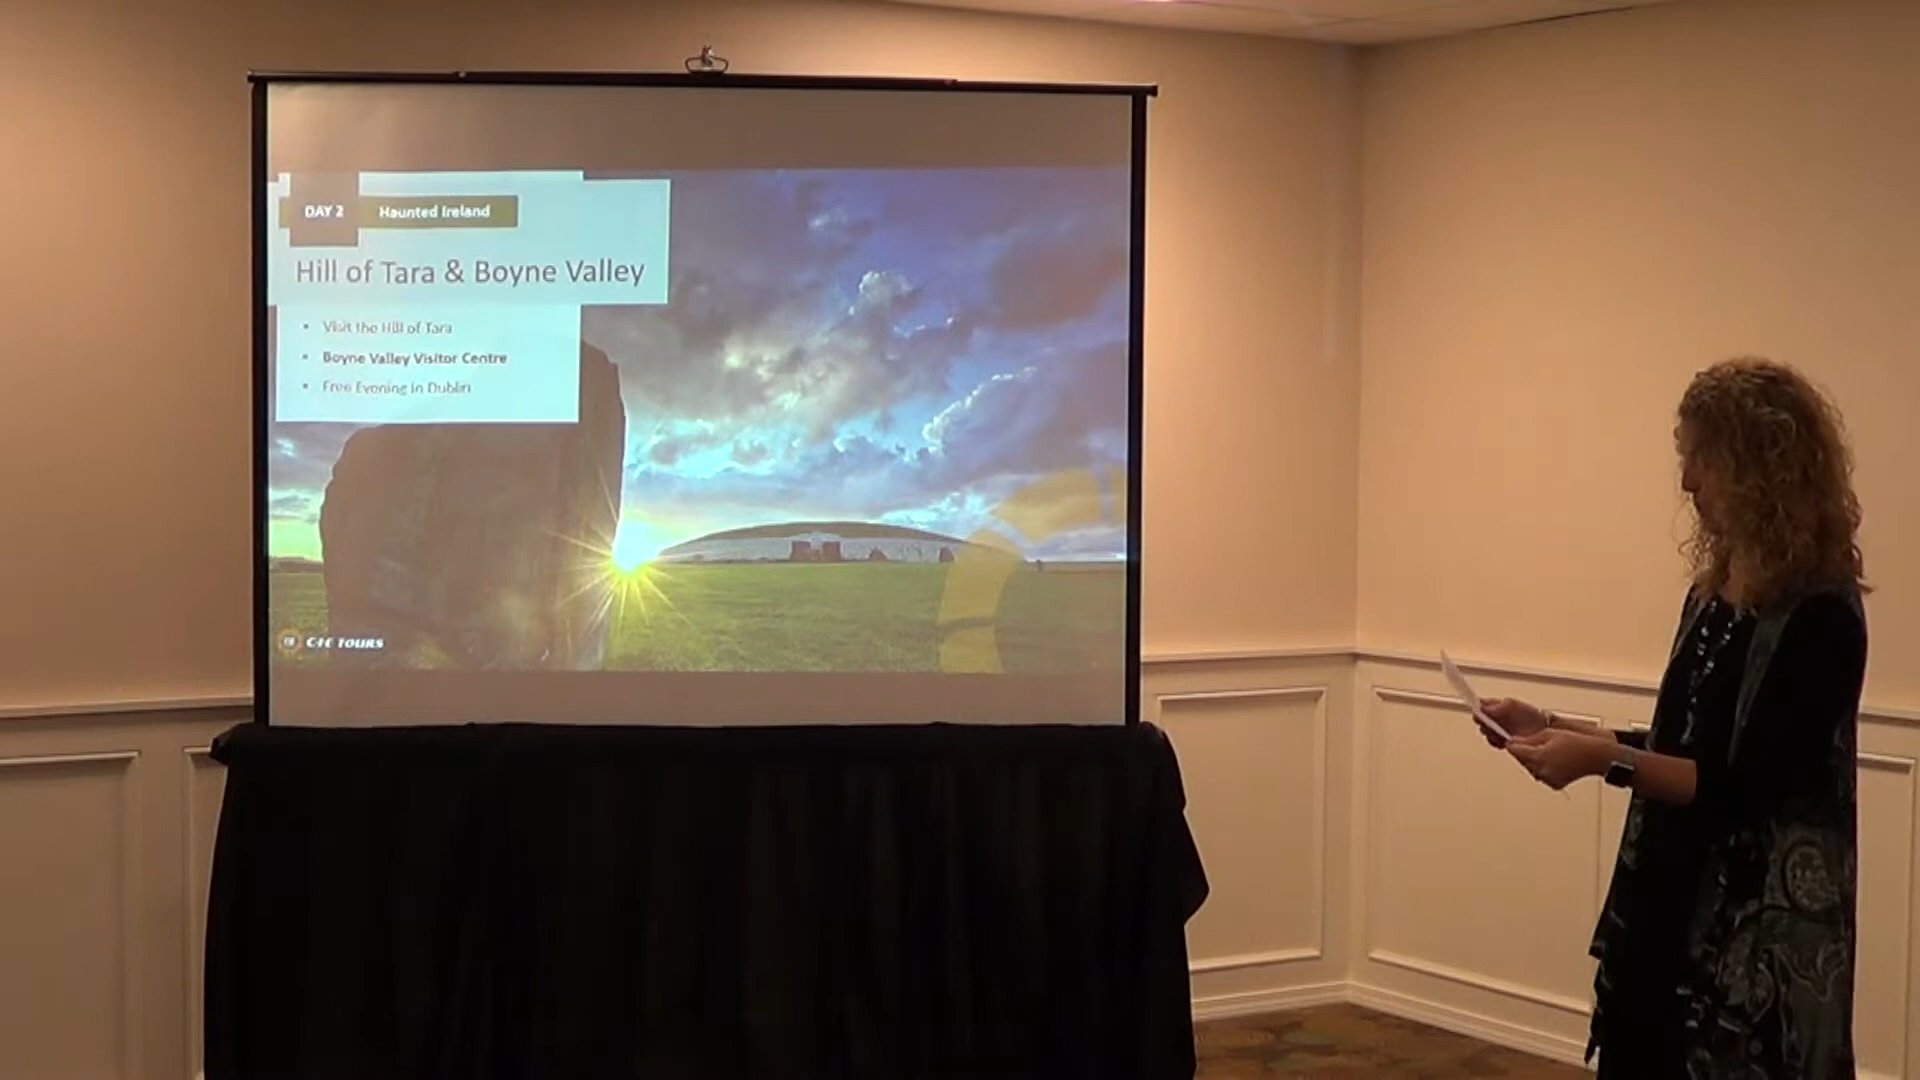 DAY 2 Haunted Ireland
Hill of Tara & Boyne Valley
• Visit the Hill of Tara
• Boyne Valley Visitor Centre
• Free Evening in Dublin
TOURS